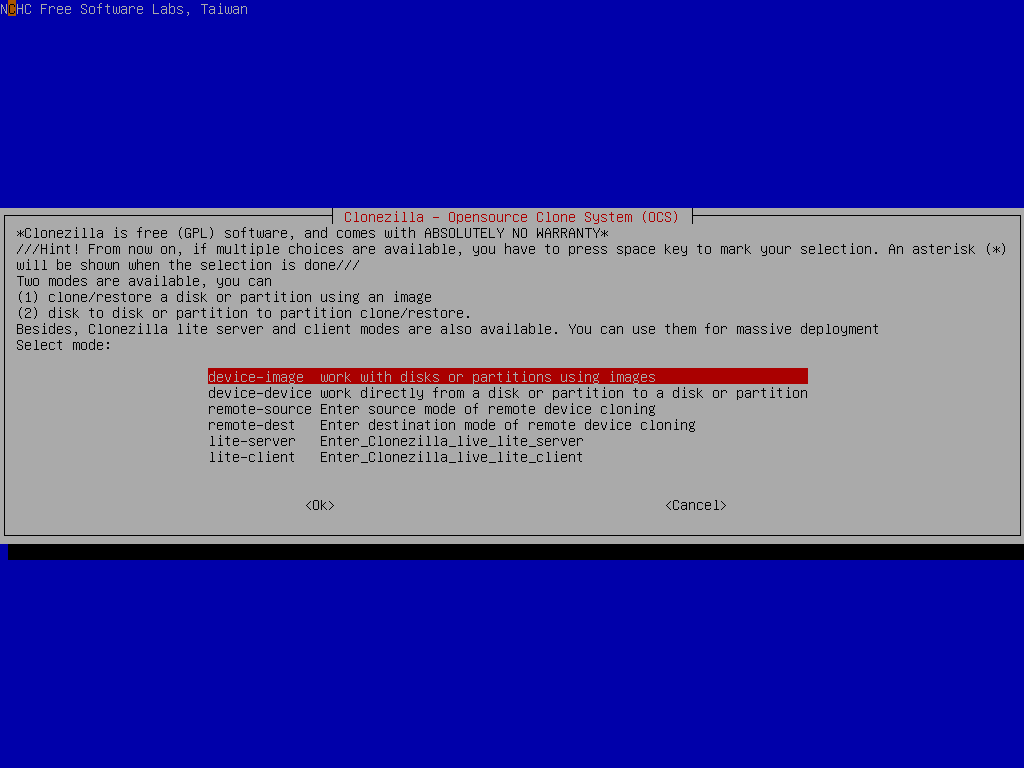 NCHC Free Software Labs, Taiwan
Clonezilla - Opensource Clone System (OCS)
*Clonezilla is free (GPL) software, and comes with ABSOLUTELY NO WARRANTY*
///Hint! From now on, if multiple choices are available, you have to press space key to mark your selection. An asterisk (*)
will be shown when the selection is done///
Two modes are available, you can
(1) clone/restore a disk or partition using an image
(2) disk to disk or partition to partition clone/restore.
Besides, Clonezilla lite server and client modes are also available. You can use them for massive deployment
Select mode:
device-image work with disks or partitions using images
device-device work directly from a disk or partition to a disk or partition
remote-source Enter source mode of remote device cloning
remote-dest Enter destination mode of remote device cloning
lite-server Enter_Clonezilla_live_lite_server
lite-client Enter_Clonezilla_live_lite_client
<Ok> <Cancel>